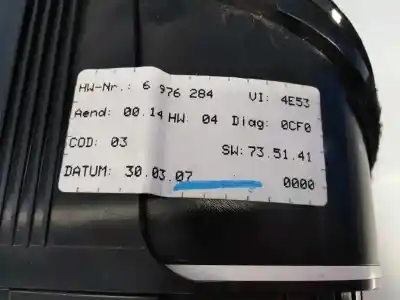 HW-Nr.: 6 976 284 VI: 4E53
Aend: 00.14 HW 04 Diag: 0CF0
COD: 03 SW: 73.51.41
DATUM: 30.03.07 0000